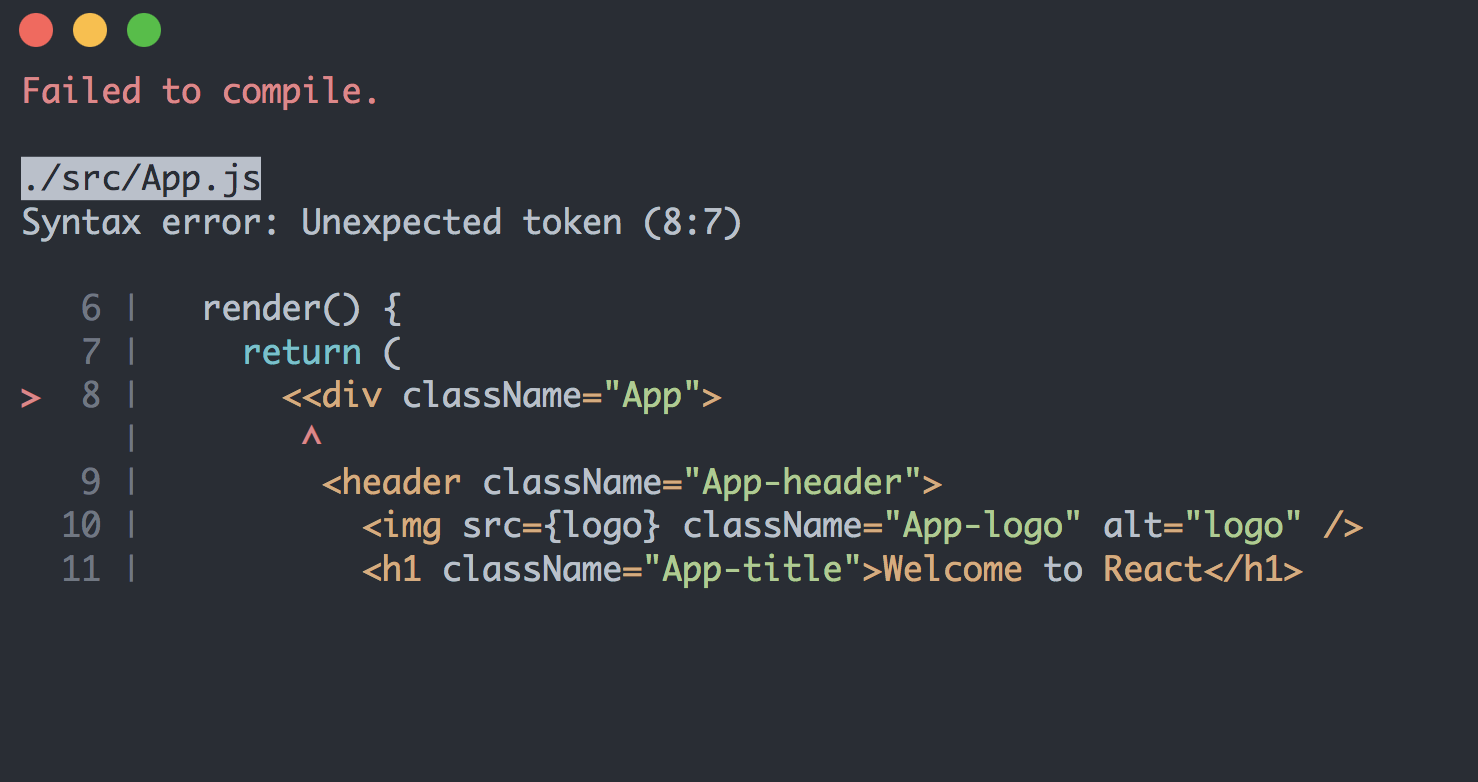 Failed to compile.
./src/App.js
Syntax error: Unexpected token (8:7)
6 |   render() {
7 |     return (
> 8 |       <<div className="App">
|        ^
9 |         <header className="App-header">
10 |           <img src={logo} className="App-logo" alt="logo" />
11 |           <h1 className="App-title">Welcome to React</h1>